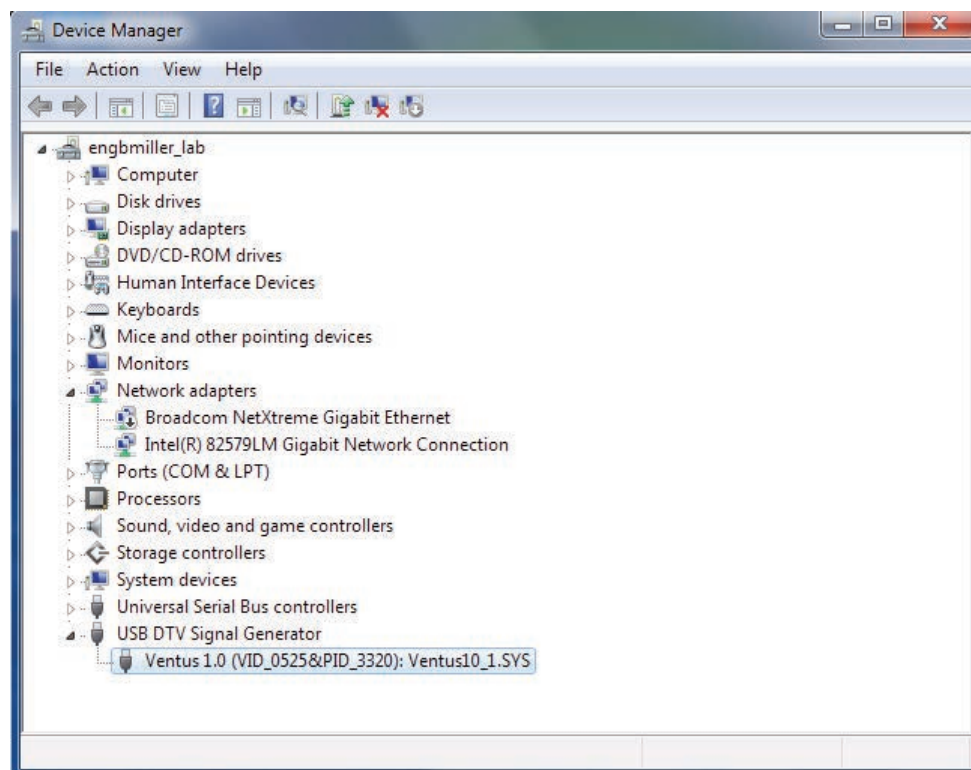 Device Manager
File Action View Help
engbmiller_lab
Computer
Disk drives
Display adapters
DVD/CD-ROM drives
Human Interface Devices
Keyboards
Mice and other pointing devices
Monitors
Network adapters
Broadcom NetXtreme Gigabit Ethernet
Intel(R) 82579LM Gigabit Network Connection
Ports (COM & LPT)
Processors
Sound, video and game controllers
Storage controllers
System devices
Universal Serial Bus controllers
USB DTV Signal Generator
Ventus 1.0 (VID_0525&PID_3320): Ventus10_1.SYS